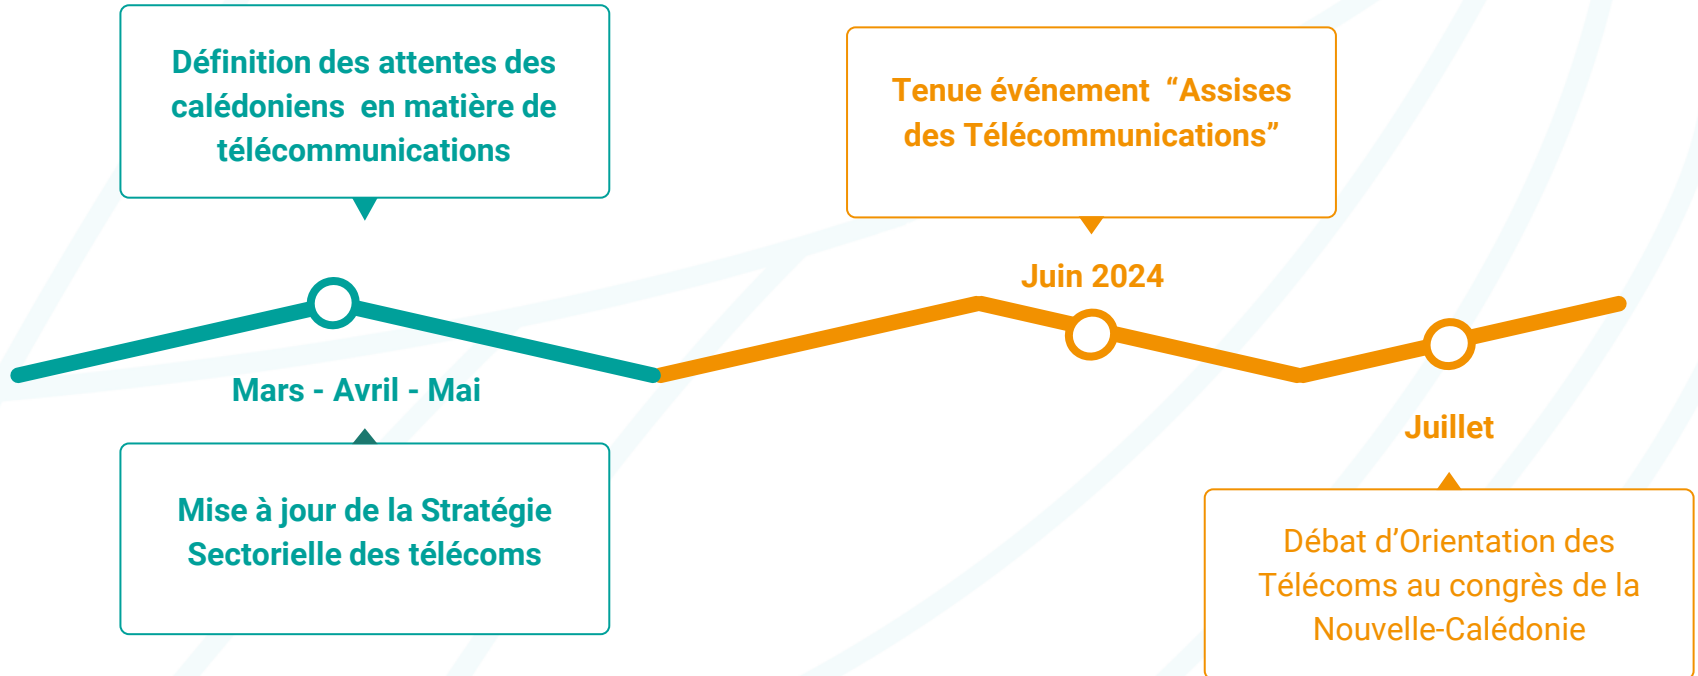 Définition des attentes des
calédoniens en matière de
télécommunications
Mars - Avril - Mai
Mise à jour de la Stratégie
Sectorielle des télécoms
Tenue événement “Assises
des Télécommunications”
Juin 2024
Juillet
Débat d’Orientation des
Télécoms au congrès de la
Nouvelle-Calédonie